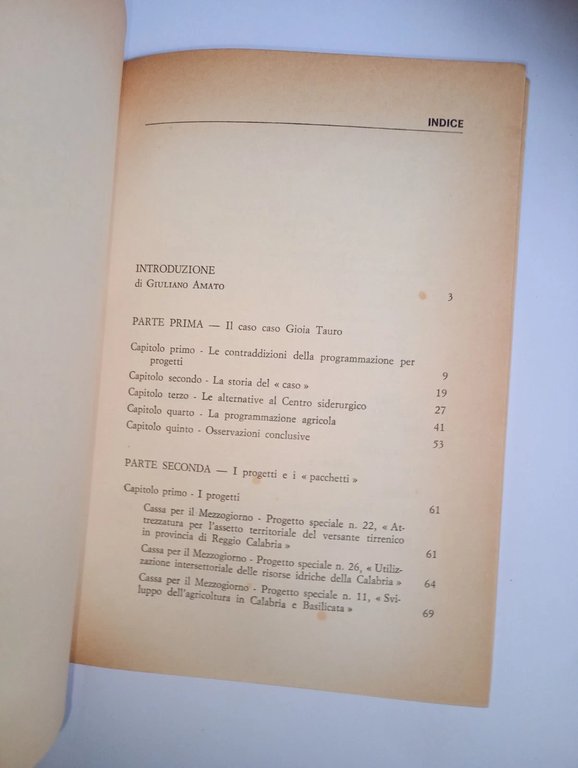 INDICE
INTRODUZIONE
di GIULIANO AMATO 3
PARTE PRIMA — Il caso caso Gioia Tauro
Capitolo primo - Le contraddizioni della programmazione per
progetti 9
Capitolo secondo - La storia del « caso » 19
Capitolo terzo - Le alternative al Centro siderurgico 27
Capitolo quarto - La programmazione agricola 41
Capitolo quinto - Osservazioni conclusive 53
PARTE SECONDA — I progetti e i « pacchetti »
Capitolo primo - I progetti 61
Cassa per il Mezzogiorno - Progetto speciale n. 22, « At-
trezzatura per l'assetto territoriale del versante tirrenico
in provincia di Reggio Calabria » 61
Cassa per il Mezzogiorno - Progetto speciale n. 26, « Utiliz-
zazione intersettoriale delle risorse idriche della Calabria » 64
Cassa per il Mezzogiorno - Progetto speciale n. 11, « Svi-
luppo dell'agricoltura in Calabria e Basilicata » 69